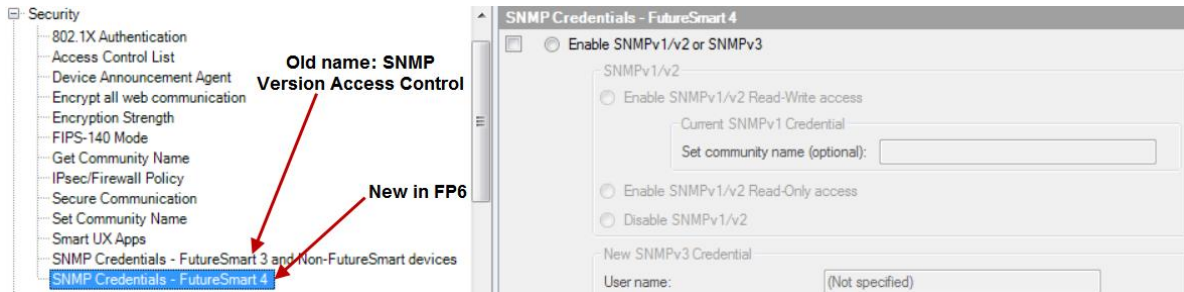 Security
802.1X Authentication
Access Control List
Device Announcement Agent
Encrypt all web communication
Encryption Strength
FIPS-140 Mode
Get Community Name
IPsec/Firewall Policy
Secure Communication
Set Community Name
Smart UX Apps
SNMP Credentials - FutureSmart 3 and Non-FutureSmart devices
SNMP Credentials - FutureSmart 4
Old name: SNMP
Version Access Control
New in FP6
SNMP Credentials - FutureSmart 4
Enable SNMPv1/v2 or SNMPv3
SNMPv1/v2
Enable SNMPv1/v2 Read-Write access
Current SNMPv1 Credential
Set community name (optional):
Enable SNMPv1/v2 Read-Only access
Disable SNMPv1/v2
New SNMPv3 Credential
User name: (Not specified)